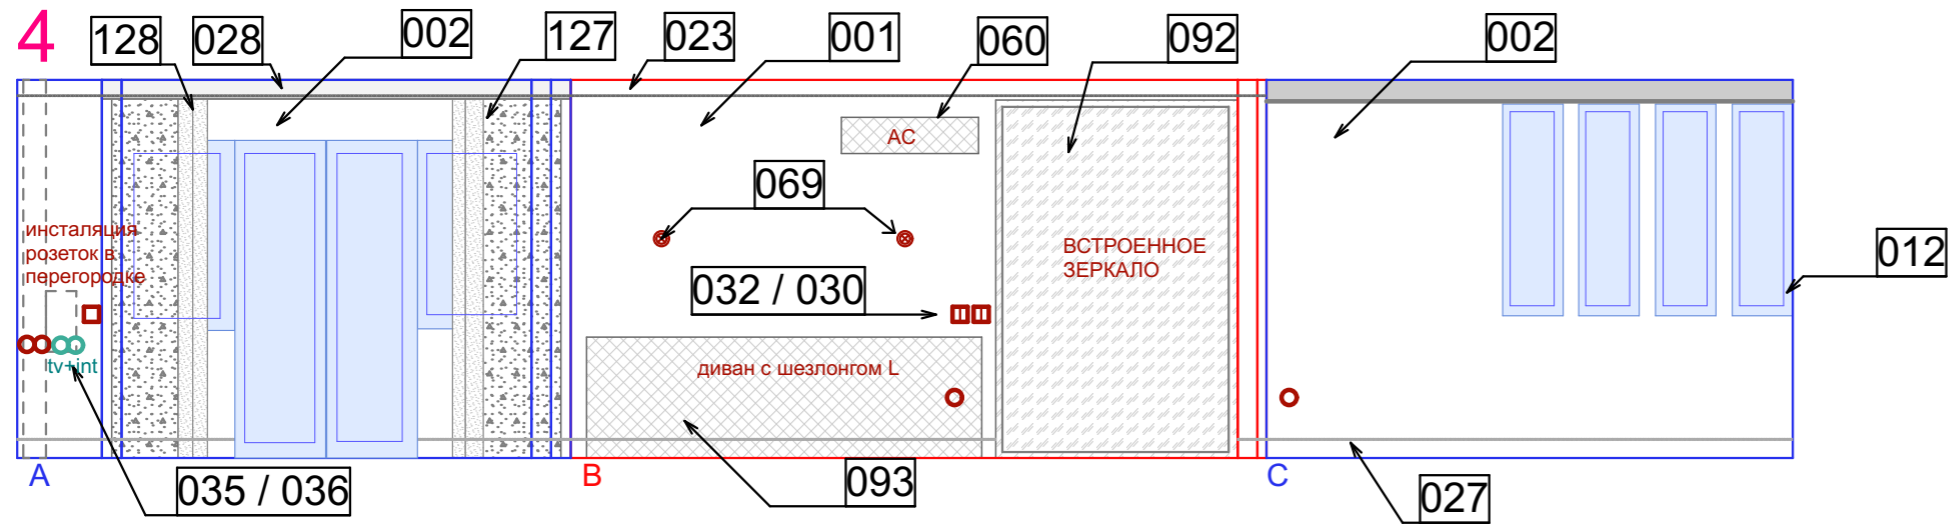 4
128
028
002
127
023
001
060
092
002
АС
069
инсталяция
розеток в
перегородке
ВСТРОЕННОЕ
ЗЕРКАЛО
012
032 / 030
tv+int
диван с шезлонгом L
A
B
C
035 / 036
093
027